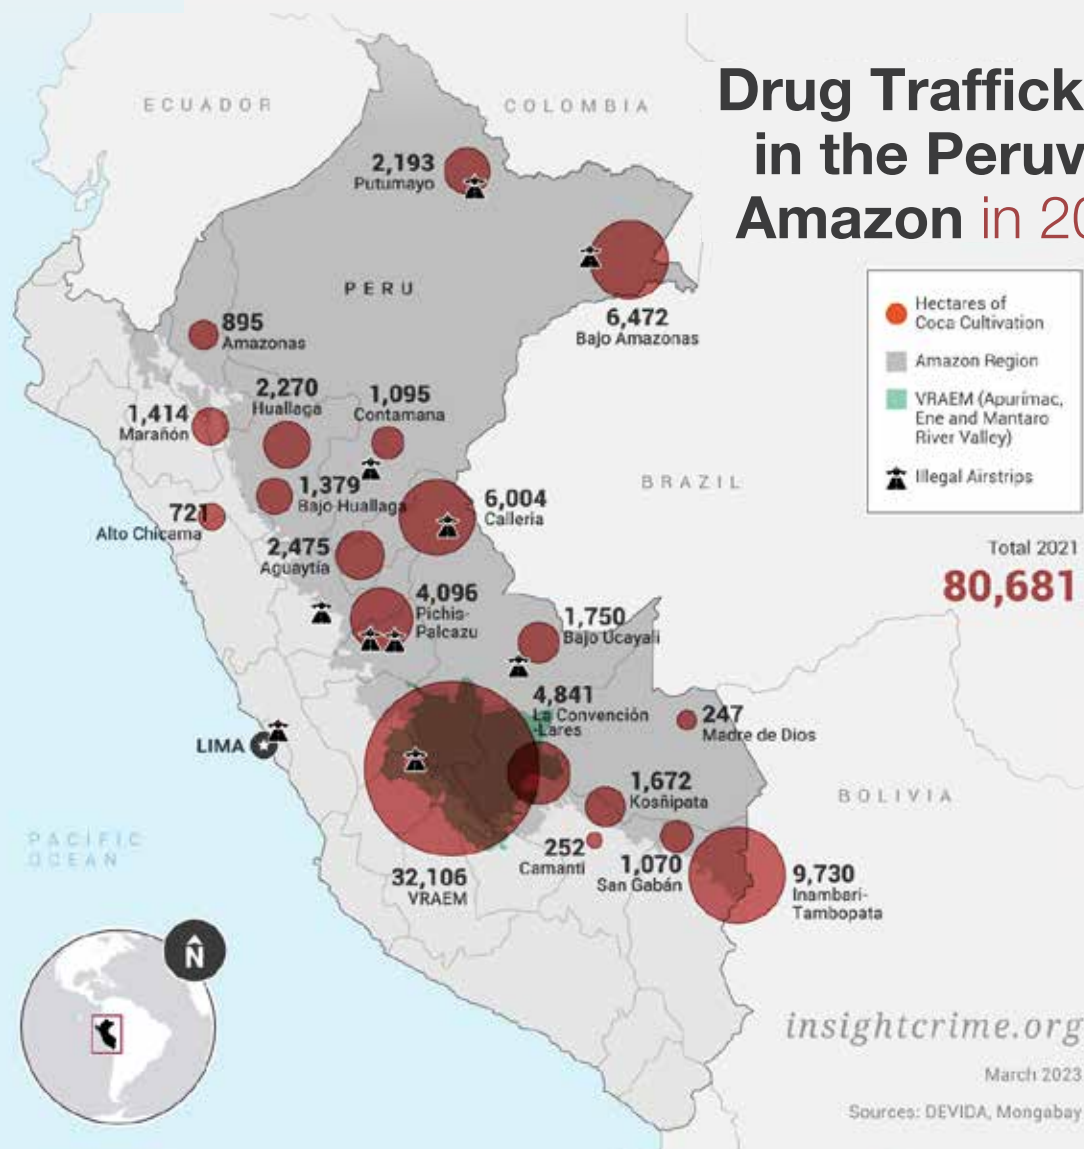 Drug Traffick
in the Peruv
Amazon in 20
ECUADOR
COLOMBIA
2,193
Putumayo
PERU
6,472
Bajo Amazonas
895
Amazonas
2,270
Huallaga
1,095
Contamana
1,414
Marañón
1,379
Bajo Huallaga
721
Alto Chicama
6,004
Calleria
BRAZIL
2,475
Aguaytía
4,096
Pichis-
Palcazu
1,750
Bajo Ucayali
4,841
La Convención
-Lares
247
Madre de Dios
LIMA
1,672
Kosñipata
BOLIVIA
252
Camanti
1,070
San Gabán
32,106
VRAEM
9,730
Inambari-
Tambopata
PACIFIC
OCEAN
N
Hectares of
Coca Cultivation
Amazon Region
VRAEM (Apurímac,
Ene and Mantaro
River Valley)
Illegal Airstrips
Total 2021
80,681
insightcrime.org
March 2023
Sources: DEVIDA, Mongabay